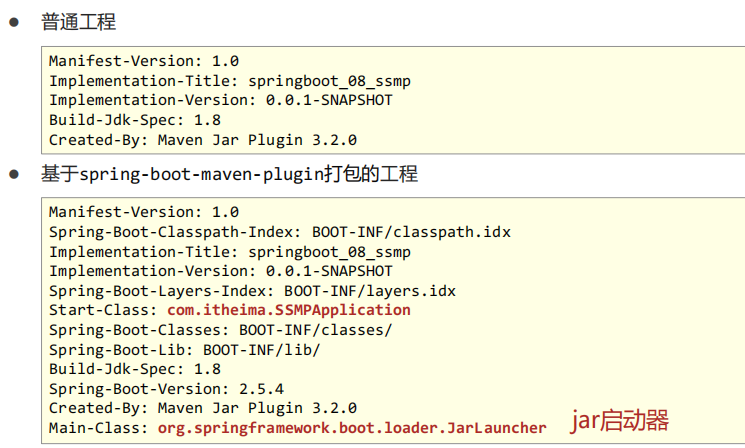 ● 普通工程
Manifest-Version: 1.0
Implementation-Title: springboot_08_ssmp
Implementation-Version: 0.0.1-SNAPSHOT
Build-Jdk-Spec: 1.8
Created-By: Maven Jar Plugin 3.2.0
● 基于spring-boot-maven-plugin打包的工程
Manifest-Version: 1.0
Spring-Boot-Classpath-Index: BOOT-INF/classpath.idx
Implementation-Title: springboot_08_ssmp
Implementation-Version: 0.0.1-SNAPSHOT
Spring-Boot-Layers-Index: BOOT-INF/layers.idx
Start-Class: com.itheima.SSMPApplication
Spring-Boot-Classes: BOOT-INF/classes/
Spring-Boot-Lib: BOOT-INF/lib/
Build-Jdk-Spec: 1.8
Spring-Boot-Version: 2.5.4
Created-By: Maven Jar Plugin 3.2.0
Main-Class: org.springframework.boot.loader.JarLauncher jar启动器